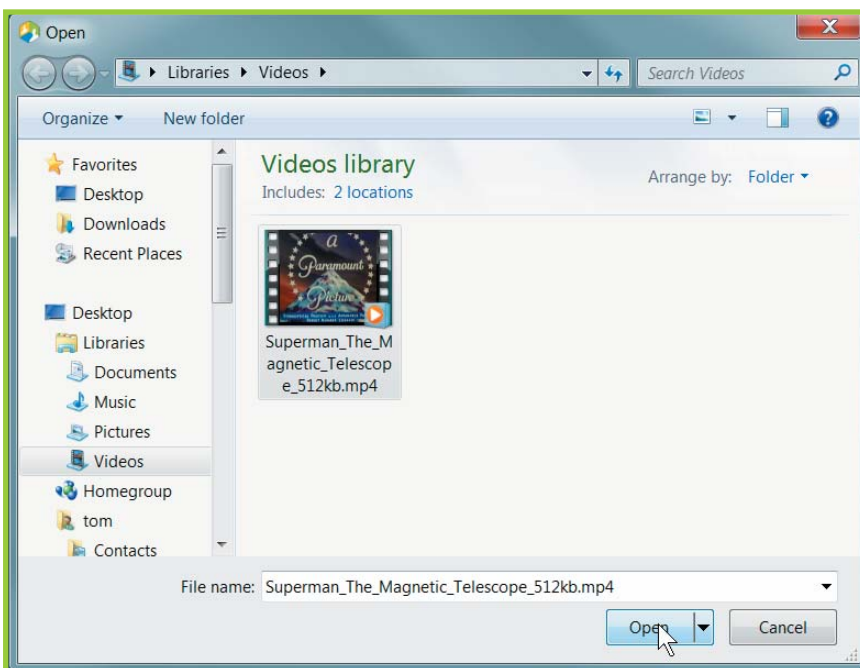 Open
Libraries Videos
Search Videos
Organize New folder
Favorites
Desktop
Downloads
Recent Places
Desktop
Libraries
Documents
Music
Pictures
Videos
Homegroup
tom
Contacts
Videos library
Includes: 2 locations
Arrange by: Folder
A
Paramount
Picture
Superman_The_M
agnetic_Telescop
e_512kb.mp4
File name: Superman_The_Magnetic_Telescope_512kb.mp4
Open Cancel